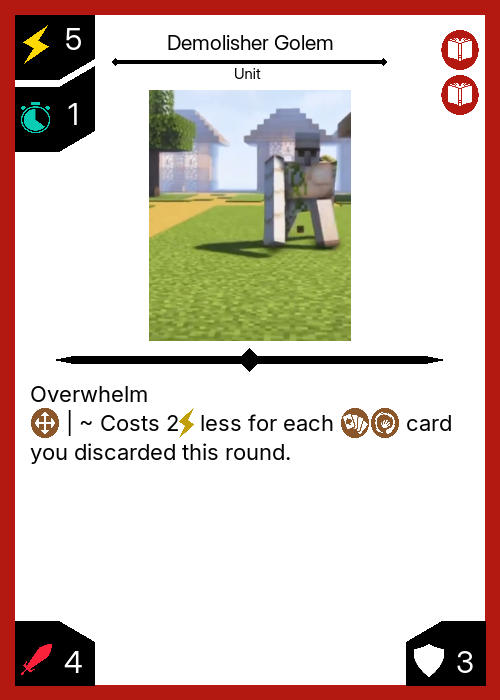 5
Demolisher Golem
Unit
1
Overwhelm
| ~ Costs 2 less for each card
you discarded this round.
4
3